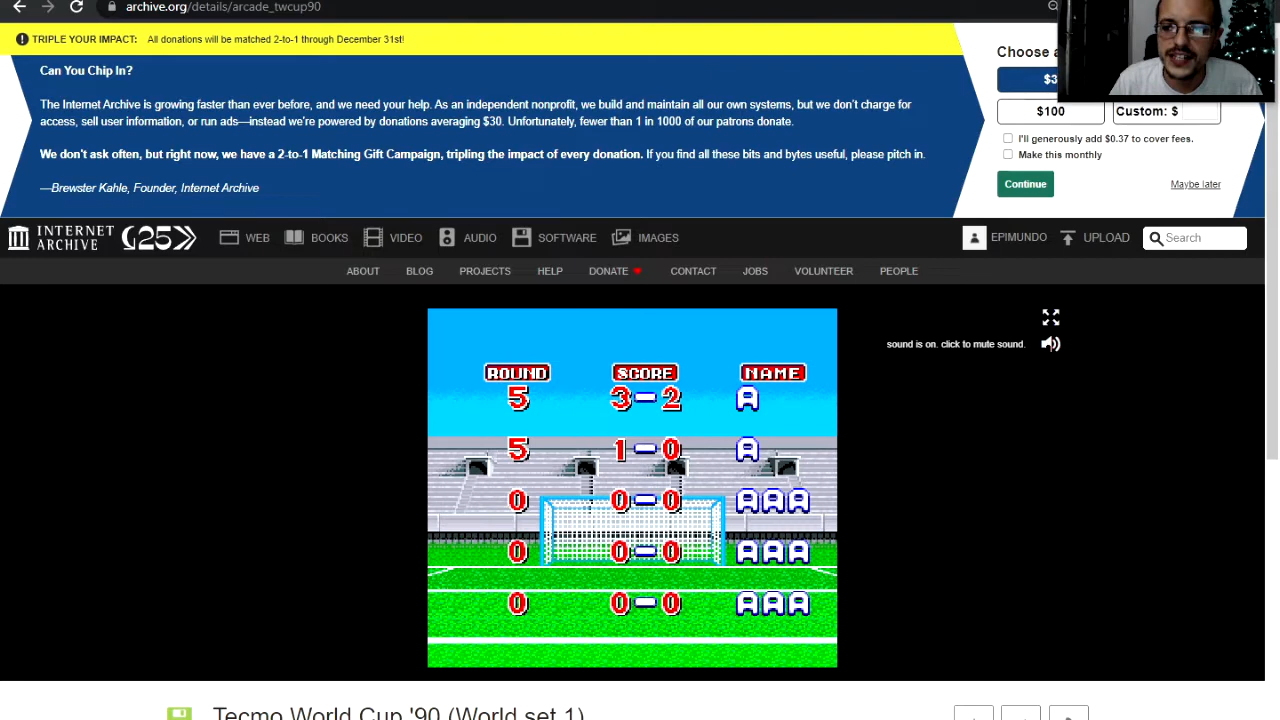 archive.org/details/arcade_twcup90
TRIPLE YOUR IMPACT: All donations will be matched 2-to-1 through December 31st!
Can You Chip In?
The Internet Archive is growing faster than ever before, and we need your help. As an independent nonprofit, we build and maintain all our own systems, but we don't charge for
access, sell user information, or run ads—instead we're powered by donations averaging $30. Unfortunately, fewer than 1 in 1000 of our patrons donate.
We don't ask often, but right now, we have a 2-to-1 Matching Gift Campaign, tripling the impact of every donation. If you find all these bits and bytes useful, please pitch in.
—Brewster Kahle, Founder, Internet Archive
Choose a
$3
$100 Custom: $
I'll generously add $0.37 to cover fees.
Make this monthly
Continue Maybe later
INTERNET ARCHIVE 25 WEB BOOKS VIDEO AUDIO SOFTWARE IMAGES EPIMUNDO UPLOAD Search
ABOUT BLOG PROJECTS HELP DONATE CONTACT JOBS VOLUNTEER PEOPLE
sound is on. click to mute sound.
ROUND SCORE NAME
5 3-2 A
5 1-0 A
0 0-0 AAA
0 0-0 AAA
0 0-0 AAA
Tecmo World Cup '90 (World set 1)